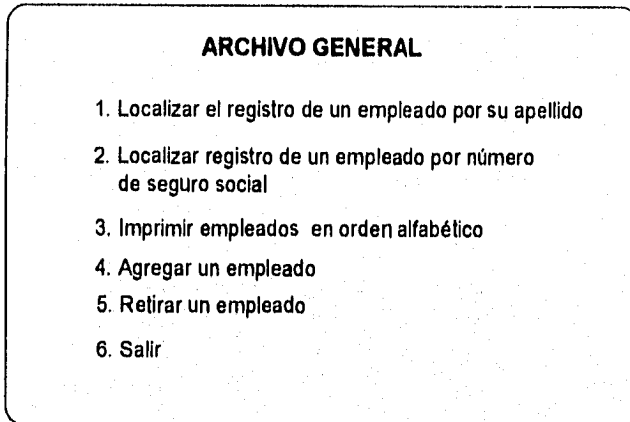 ARCHIVO GENERAL
1. Localizar el registro de un empleado por su apellido
2. Localizar registro de un empleado por número
de seguro social
3. Imprimir empleados en orden alfabético
4. Agregar un empleado
5. Retirar un empleado
6. Salir